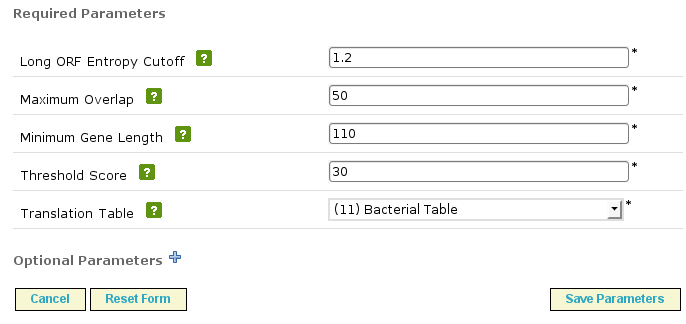 Required Parameters
Long ORF Entropy Cutoff ? 1.2 *
Maximum Overlap ? 50 *
Minimum Gene Length ? 110 *
Threshold Score ? 30 *
Translation Table ? (11) Bacterial Table *
Optional Parameters
Cancel Reset Form Save Parameters